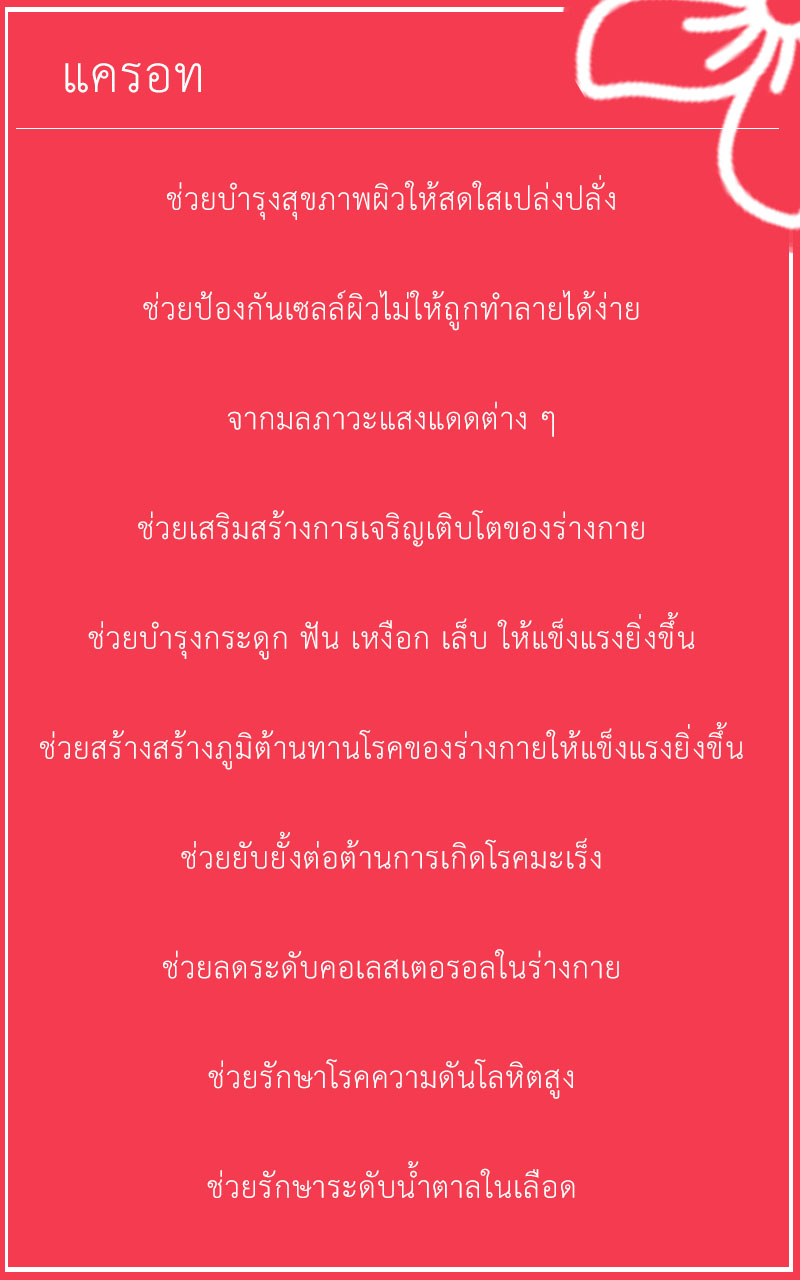 แครอท
ช่วยบำรุงสุขภาพผิวให้สดใสเปล่งปลั่ง
ช่วยป้องกันเซลล์ผิวไม่ให้ถูกทำลายได้ง่าย
จากมลภาวะแสงแดดต่าง ๆ
ช่วยเสริมสร้างการเจริญเติบโตของร่างกาย
ช่วยบำรุงกระดูก ฟัน เหงือก เล็บ ให้แข็งแรงยิ่งขึ้น
ช่วยสร้างสร้างภูมิต้านทานโรคของร่างกายให้แข็งแรงยิ่งขึ้น
ช่วยยับยั้งต่อต้านการเกิดโรคมะเร็ง
ช่วยลดระดับคอเลสเตอรอลในร่างกาย
ช่วยรักษาโรคความดันโลหิตสูง
ช่วยรักษาระดับน้ำตาลในเลือด